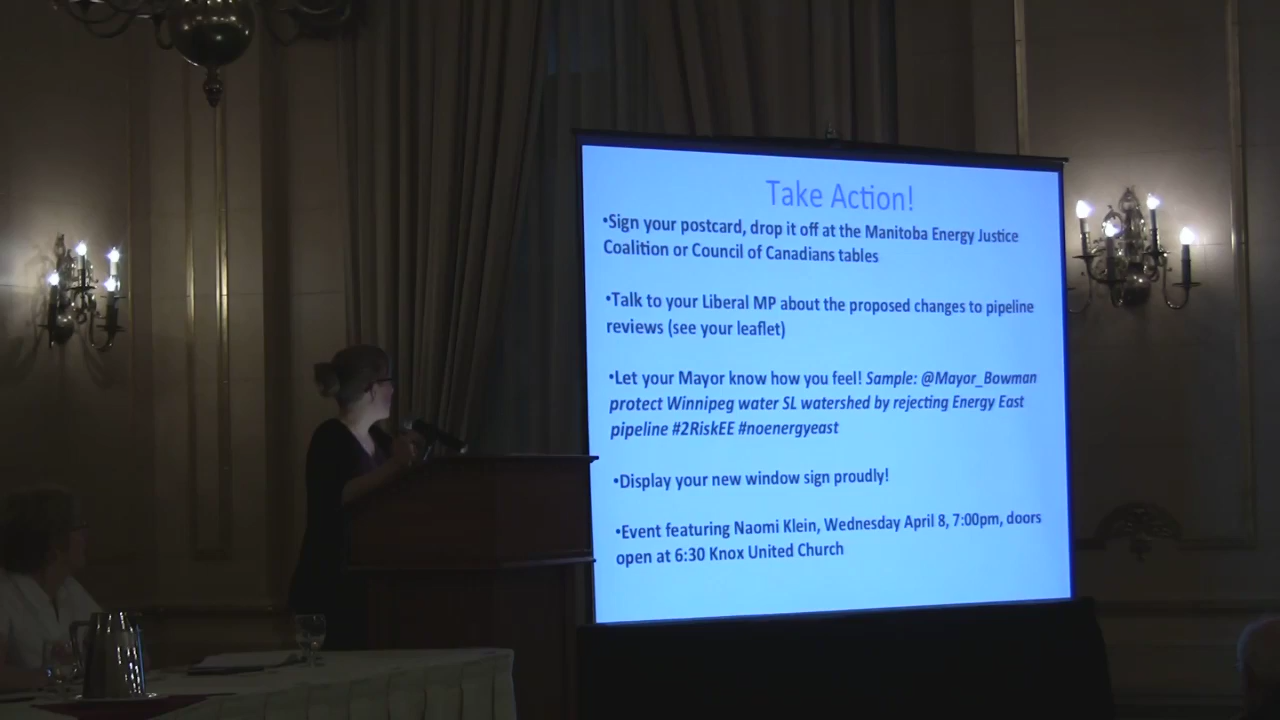 Take Action!
•Sign your postcard, drop it off at the Manitoba Energy Justice
Coalition or Council of Canadians tables
•Talk to your Liberal MP about the proposed changes to pipeline
reviews (see your leaflet)
•Let your Mayor know how you feel! Sample: @Mayor_Bowman
protect Winnipeg water SL watershed by rejecting Energy East
pipeline #2RiskEE #noenergyeast
•Display your new window sign proudly!
•Event featuring Naomi Klein, Wednesday April 8, 7:00pm, doors
open at 6:30 Knox United Church